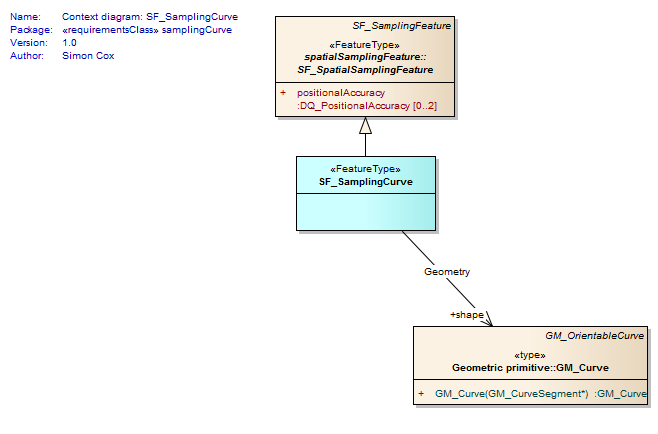 Name: Context diagram: SF_SamplingCurve
Package: «requirementsClass» samplingCurve
Version: 1.0
Author: Simon Cox
SF_SamplingFeature
«FeatureType»
spatialSamplingFeature::
SF_SpatialSamplingFeature
+ positionalAccuracy
:DQ_PositionalAccuracy [0..2]
«FeatureType»
SF_SamplingCurve
Geometry
+shape
GM_OrientableCurve
«type»
Geometric primitive::GM_Curve
+ GM_Curve(GM_CurveSegment*) :GM_Curve